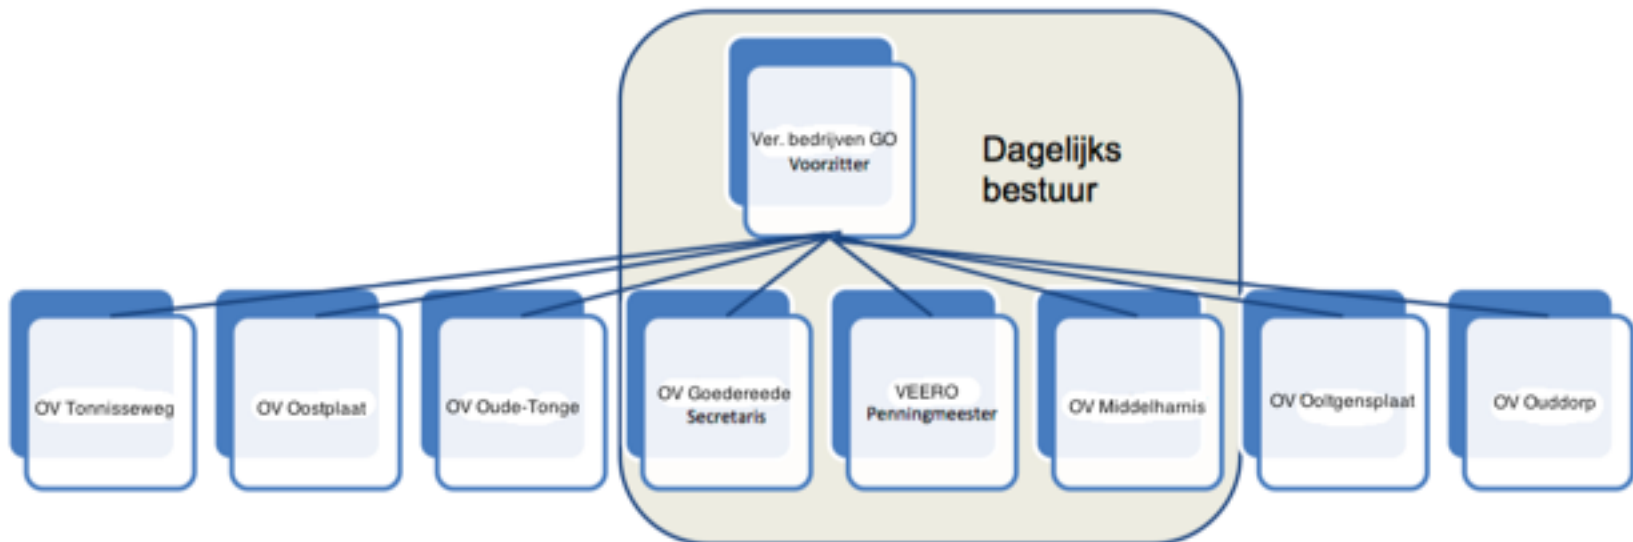 Ver. bedrijven GO
Voorzitter
Dagelijks
bestuur
OV Tonnisseweg
OV Oostplaat
OV Oude-Tonge
OV Goedereede
Secretaris
VEERO
Penningmeester
OV Middelharnis
OV Ooltgensplaat
OV Ouddorp